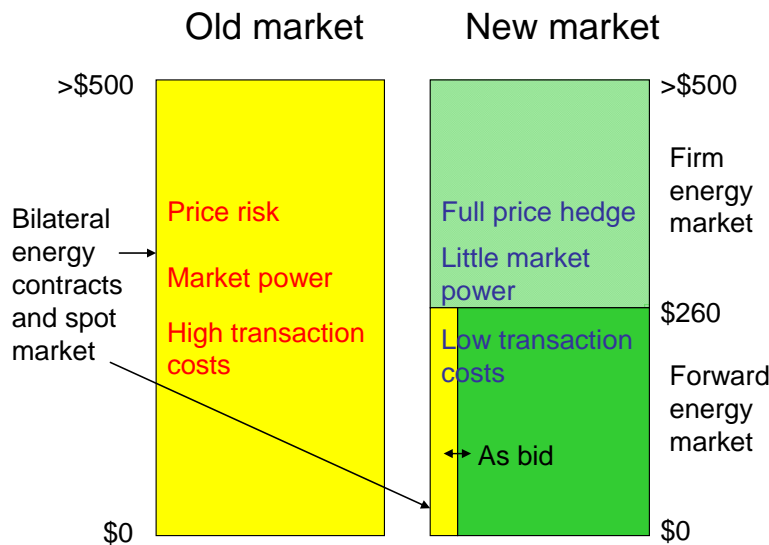 Old market
New market
>$500
>$500
Firm
energy
market
Bilateral
energy
contracts
and spot
market
Price risk
Market power
High transaction
costs
Full price hedge
Little market
power
Low transaction
costs
$260
Forward
energy
market
As bid
$0
$0